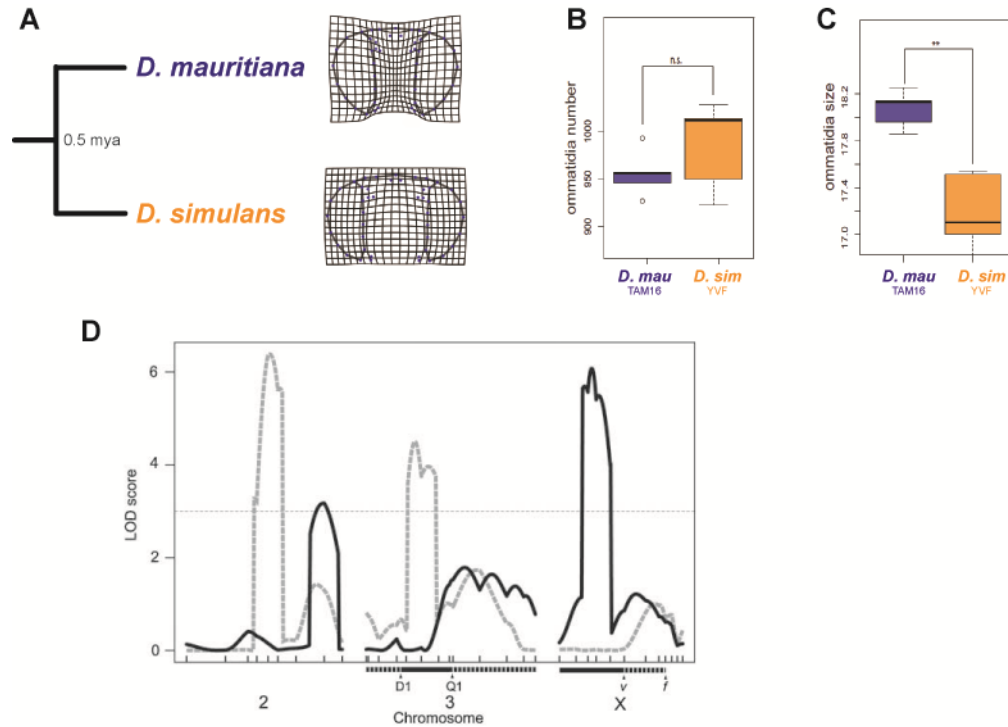 A
D. mauritiana
0.5 mya
D. simulans
B
n.s.
ommatidia number
1000
950
900
D. mau
TAM16
D. sim
YVF
C
**
ommatidia size
18.2
17.8
17.4
17.0
D. mau
TAM16
D. sim
YVF
D
LOD score
6
4
2
0
D1
Q1
v
f
2
3
X
Chromosome